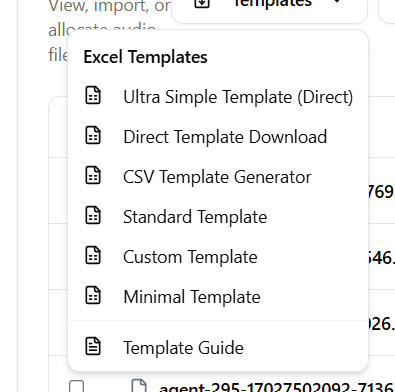 View, import, or
allocate audio
Templates
Excel Templates
Ultra Simple Template (Direct)
Direct Template Download
CSV Template Generator
Standard Template
Custom Template
Minimal Template
Template Guide
769
546.
026.
agent-295-17027502092-7136